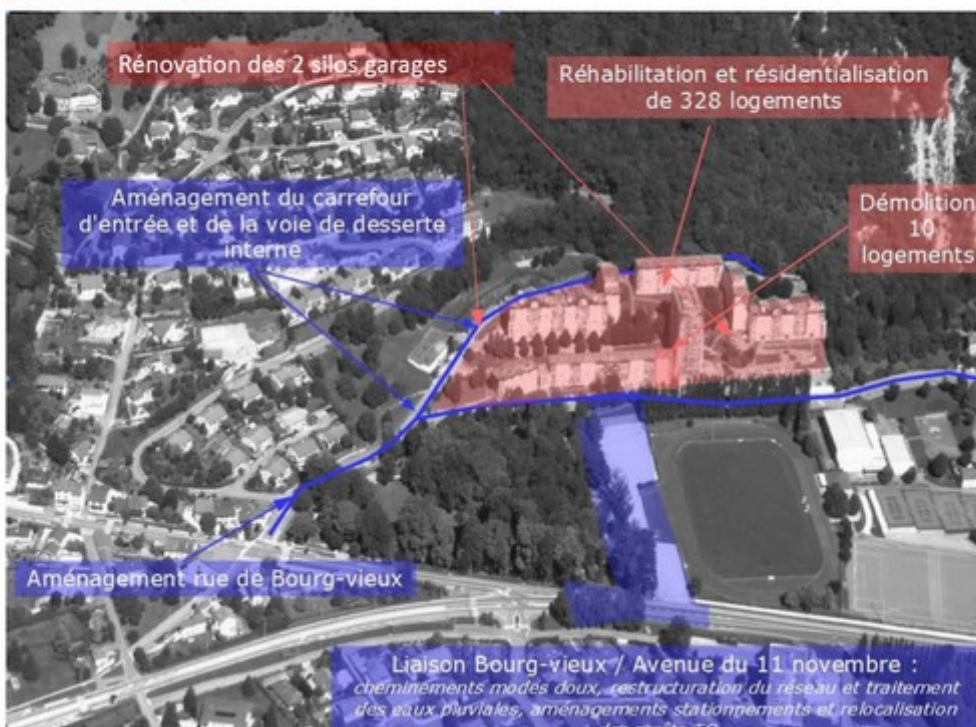 Rénovation des 2 silos garages
Réhabilitation et résidentialisation
de 328 logements
Aménagement du carrefour
d'entrée et de la voie de desserte
interne
Démolition
10
logements
Aménagement rue de Bourg-vieux
Liaison Bourg-vieux / Avenue du 11 novembre :
cheminements modes doux, restructuration du réseau et traitement
des eaux pluviales, aménagements stationnements et relocalisation